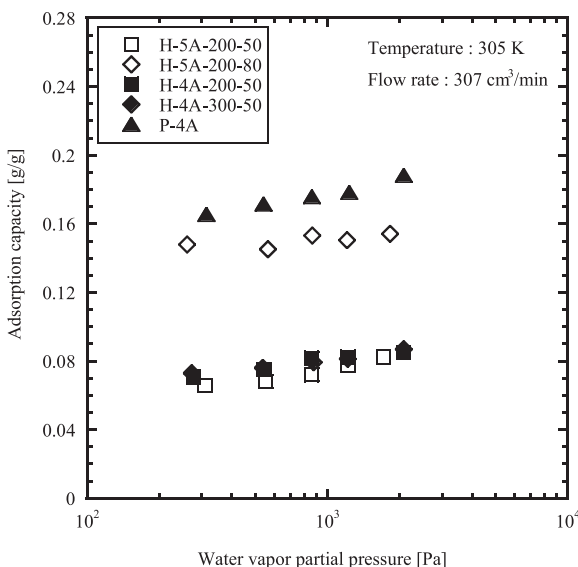 0.28
0.24
0.2
0.16
0.12
0.08
0.04
0
Adsorption capacity [g/g]
H-5A-200-50
H-5A-200-80
H-4A-200-50
H-4A-300-50
P-4A
Temperature : 305 K
Flow rate : 307 cm³/min
10² 10³ 10⁴
Water vapor partial pressure [Pa]